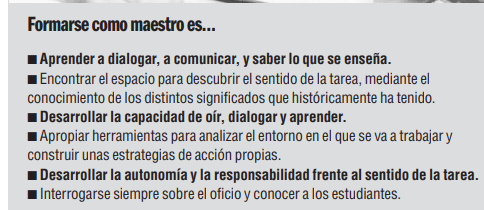 Formarse como maestro es...
■ Aprender a dialogar, a comunicar, y saber lo que se enseña.
■ Encontrar el espacio para descubrir el sentido de la tarea, mediante el
conocimiento de los distintos significados que históricamente ha tenido.
■ Desarrollar la capacidad de oír, dialogar y aprender.
■ Apropiar herramientas para analizar el entorno en el que se va a trabajar y
construir unas estrategias de acción propias.
■ Desarrollar la autonomía y la responsabilidad frente al sentido de la tarea.
■ Interrogarse siempre sobre el oficio y conocer a los estudiantes.